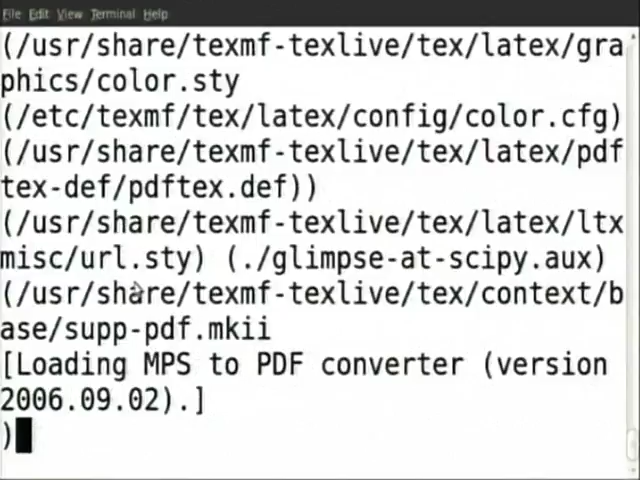 File Edit View Terminal Help
(/usr/share/texmf-texlive/tex/latex/gra
phics/color.sty
(/etc/texmf/tex/latex/config/color.cfg)
(/usr/share/texmf-texlive/tex/latex/pdf
tex-def/pdftex.def))
(/usr/share/texmf-texlive/tex/latex/ltx
misc/url.sty) (./glimpse-at-scipy.aux)
(/usr/share/texmf-texlive/tex/context/b
ase/supp-pdf.mkii
[Loading MPS to PDF converter (version
2006.09.02).]
)